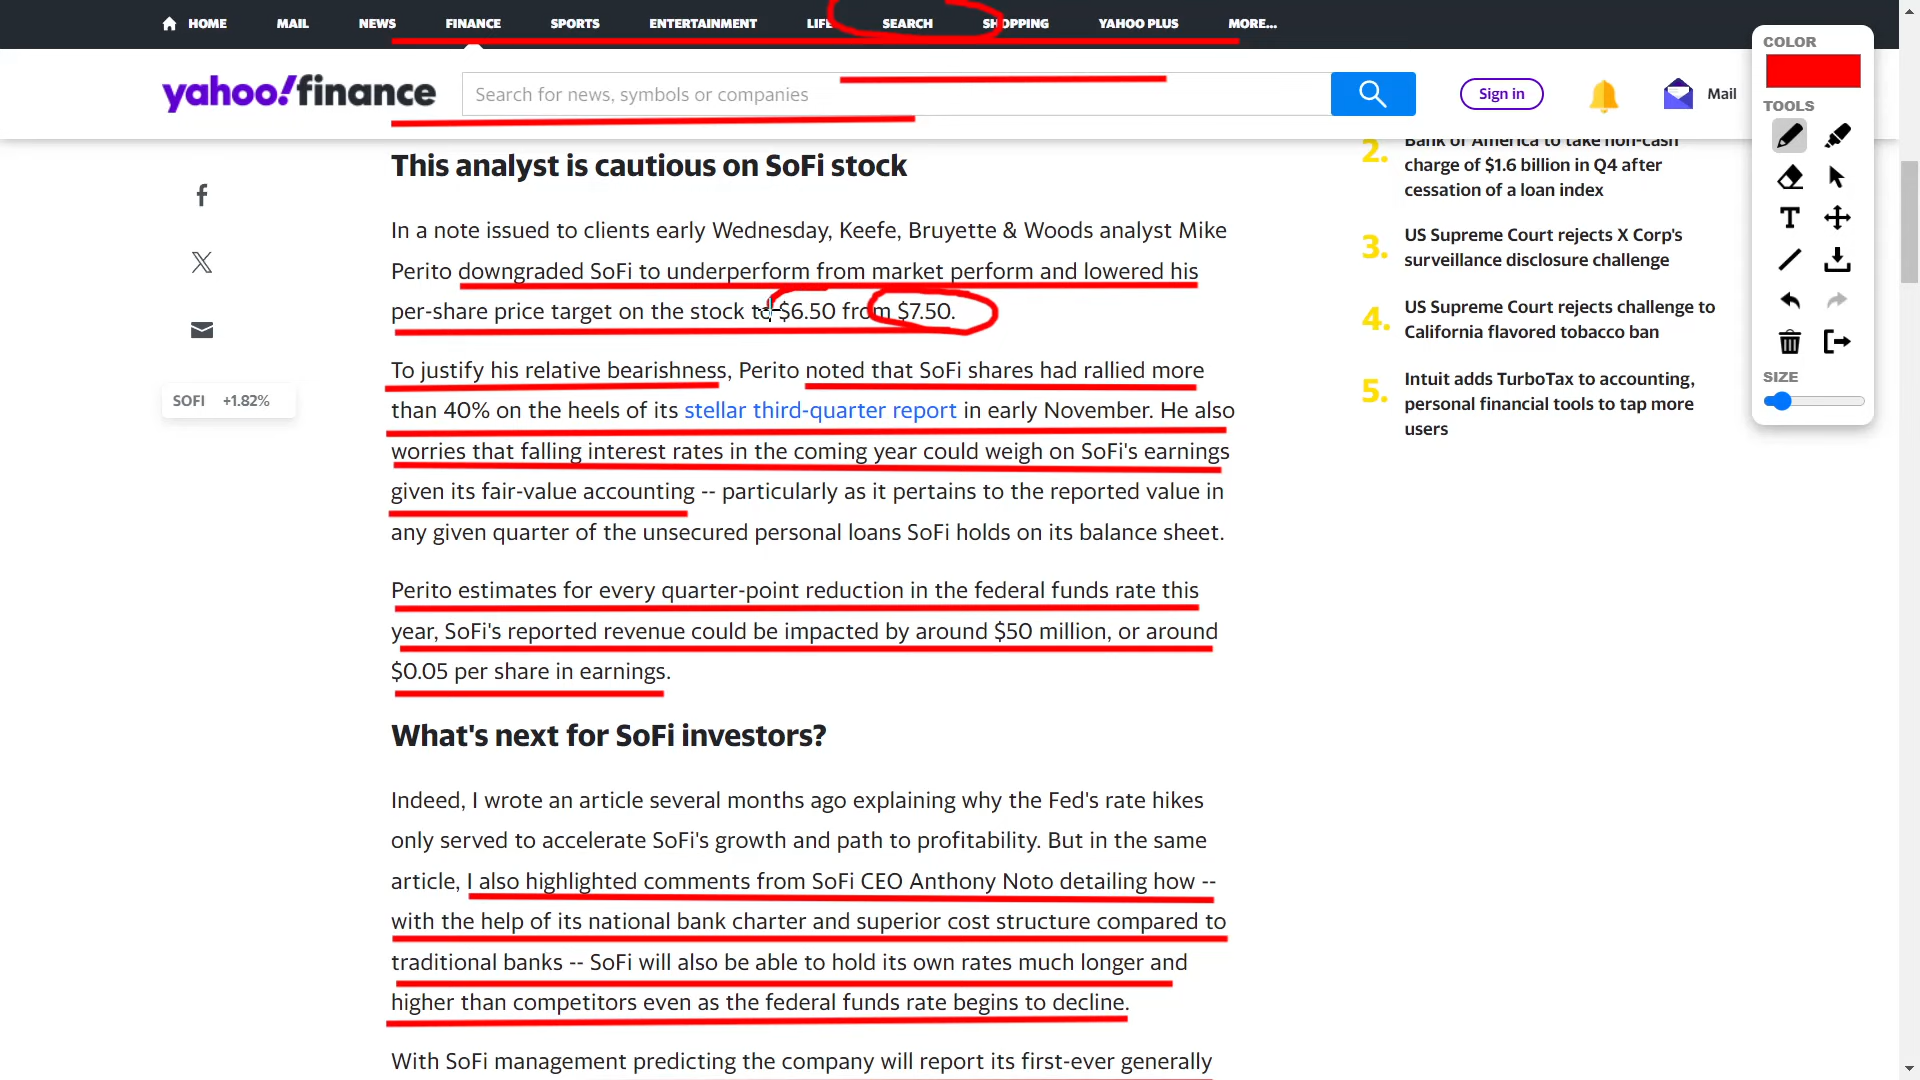 HOME MAIL NEWS FINANCE SPORTS ENTERTAINMENT LIFE SEARCH SHOPPING YAHOO PLUS MORE...
yahoo!finance
Search for news, symbols or companies
Sign in
Mail
This analyst is cautious on SoFi stock
In a note issued to clients early Wednesday, Keefe, Bruyette & Woods analyst Mike
Perito downgraded SoFi to underperform from market perform and lowered his
per-share price target on the stock to $6.50 from $7.50.
To justify his relative bearishness, Perito noted that SoFi shares had rallied more
than 40% on the heels of its stellar third-quarter report in early November. He also
worries that falling interest rates in the coming year could weigh on SoFi's earnings
given its fair-value accounting -- particularly as it pertains to the reported value in
any given quarter of the unsecured personal loans SoFi holds on its balance sheet.
Perito estimates for every quarter-point reduction in the federal funds rate this
year, SoFi's reported revenue could be impacted by around $50 million, or around
$0.05 per share in earnings.
What's next for SoFi investors?
Indeed, I wrote an article several months ago explaining why the Fed's rate hikes
only served to accelerate SoFi's growth and path to profitability. But in the same
article, I also highlighted comments from SoFi CEO Anthony Noto detailing how --
with the help of its national bank charter and superior cost structure compared to
traditional banks -- SoFi will also be able to hold its own rates much longer and
higher than competitors even as the federal funds rate begins to decline.
With SoFi management predicting the company will report its first-ever generally
SOFI +1.82%
2. Bank of America to take non-cash
charge of $1.6 billion in Q4 after
cessation of a loan index
3. US Supreme Court rejects X Corp's
surveillance disclosure challenge
4. US Supreme Court rejects challenge to
California flavored tobacco ban
5. Intuit adds TurboTax to accounting,
personal financial tools to tap more
users
COLOR
TOOLS
SIZE